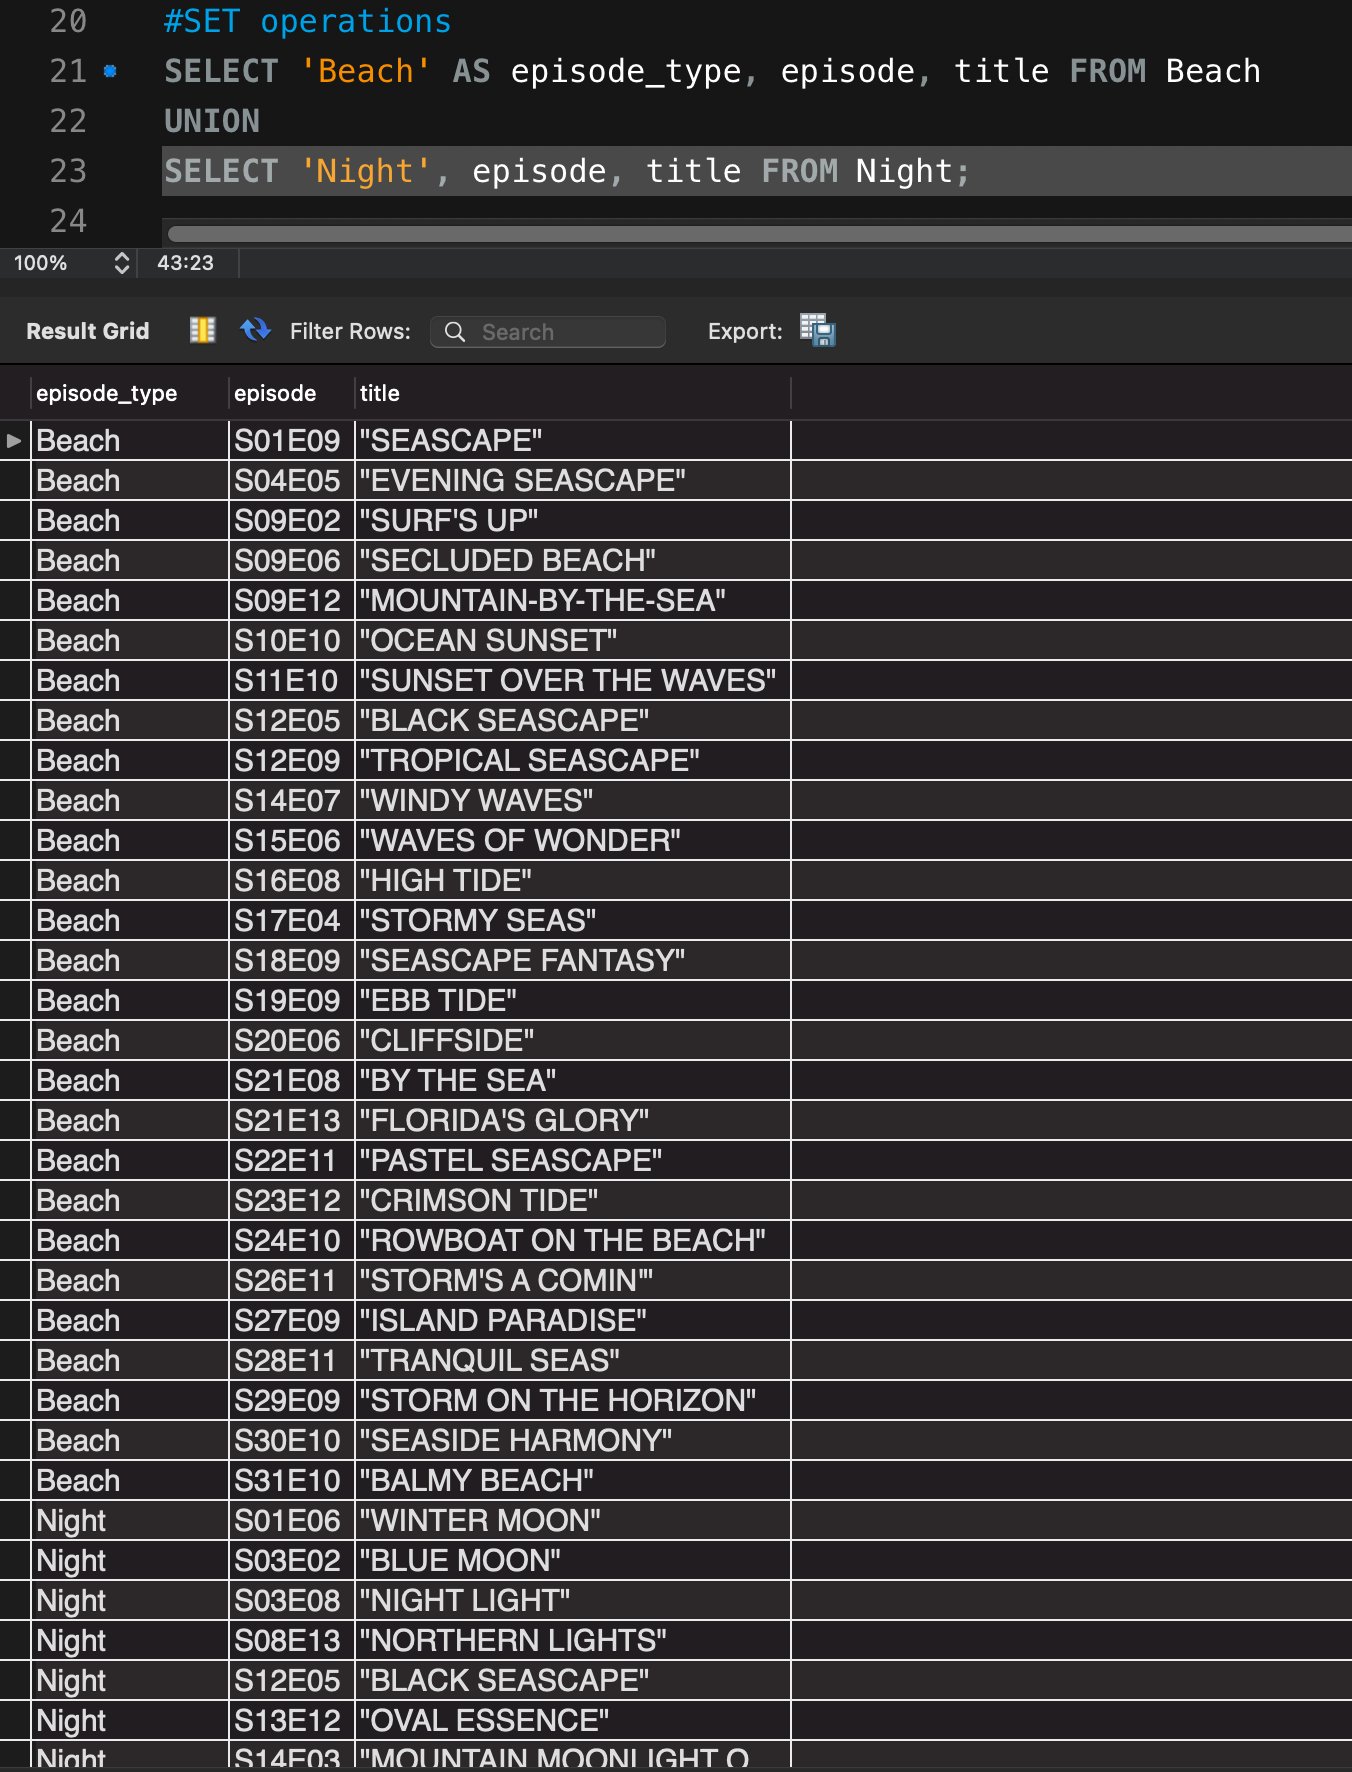 20 #SET operations
21 SELECT 'Beach' AS episode_type, episode, title FROM Beach
22 UNION
23 SELECT 'Night', episode, title FROM Night;
24
100% 43:23
Result Grid Filter Rows: Search Export:
episode_type episode title
Beach S01E09 "SEASCAPE"
Beach S04E05 "EVENING SEASCAPE"
Beach S09E02 "SURF'S UP"
Beach S09E06 "SECLUDED BEACH"
Beach S09E12 "MOUNTAIN-BY-THE-SEA"
Beach S10E10 "OCEAN SUNSET"
Beach S11E10 "SUNSET OVER THE WAVES"
Beach S12E05 "BLACK SEASCAPE"
Beach S12E09 "TROPICAL SEASCAPE"
Beach S14E07 "WINDY WAVES"
Beach S15E06 "WAVES OF WONDER"
Beach S16E08 "HIGH TIDE"
Beach S17E04 "STORMY SEAS"
Beach S18E09 "SEASCAPE FANTASY"
Beach S19E09 "EBB TIDE"
Beach S20E06 "CLIFFSIDE"
Beach S21E08 "BY THE SEA"
Beach S21E13 "FLORIDA'S GLORY"
Beach S22E11 "PASTEL SEASCAPE"
Beach S23E12 "CRIMSON TIDE"
Beach S24E10 "ROWBOAT ON THE BEACH"
Beach S26E11 "STORM'S A COMIN'"
Beach S27E09 "ISLAND PARADISE"
Beach S28E11 "TRANQUIL SEAS"
Beach S29E09 "STORM ON THE HORIZON"
Beach S30E10 "SEASIDE HARMONY"
Beach S31E10 "BALMY BEACH"
Night S01E06 "WINTER MOON"
Night S03E02 "BLUE MOON"
Night S03E08 "NIGHT LIGHT"
Night S08E13 "NORTHERN LIGHTS"
Night S12E05 "BLACK SEASCAPE"
Night S13E12 "OVAL ESSENCE"
Night S14E03 "MOUNTAIN MOONLIGHT O